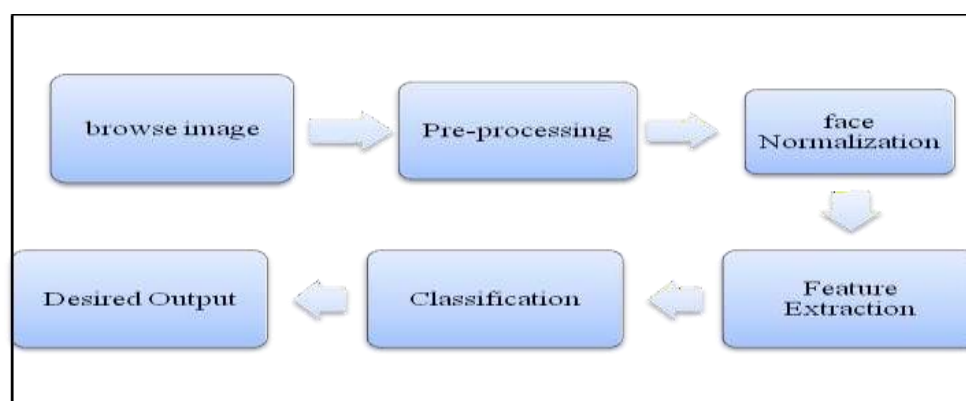 browse image
Pre-processing
face
Normalization
Feature
Extraction
Classification
Desired Output